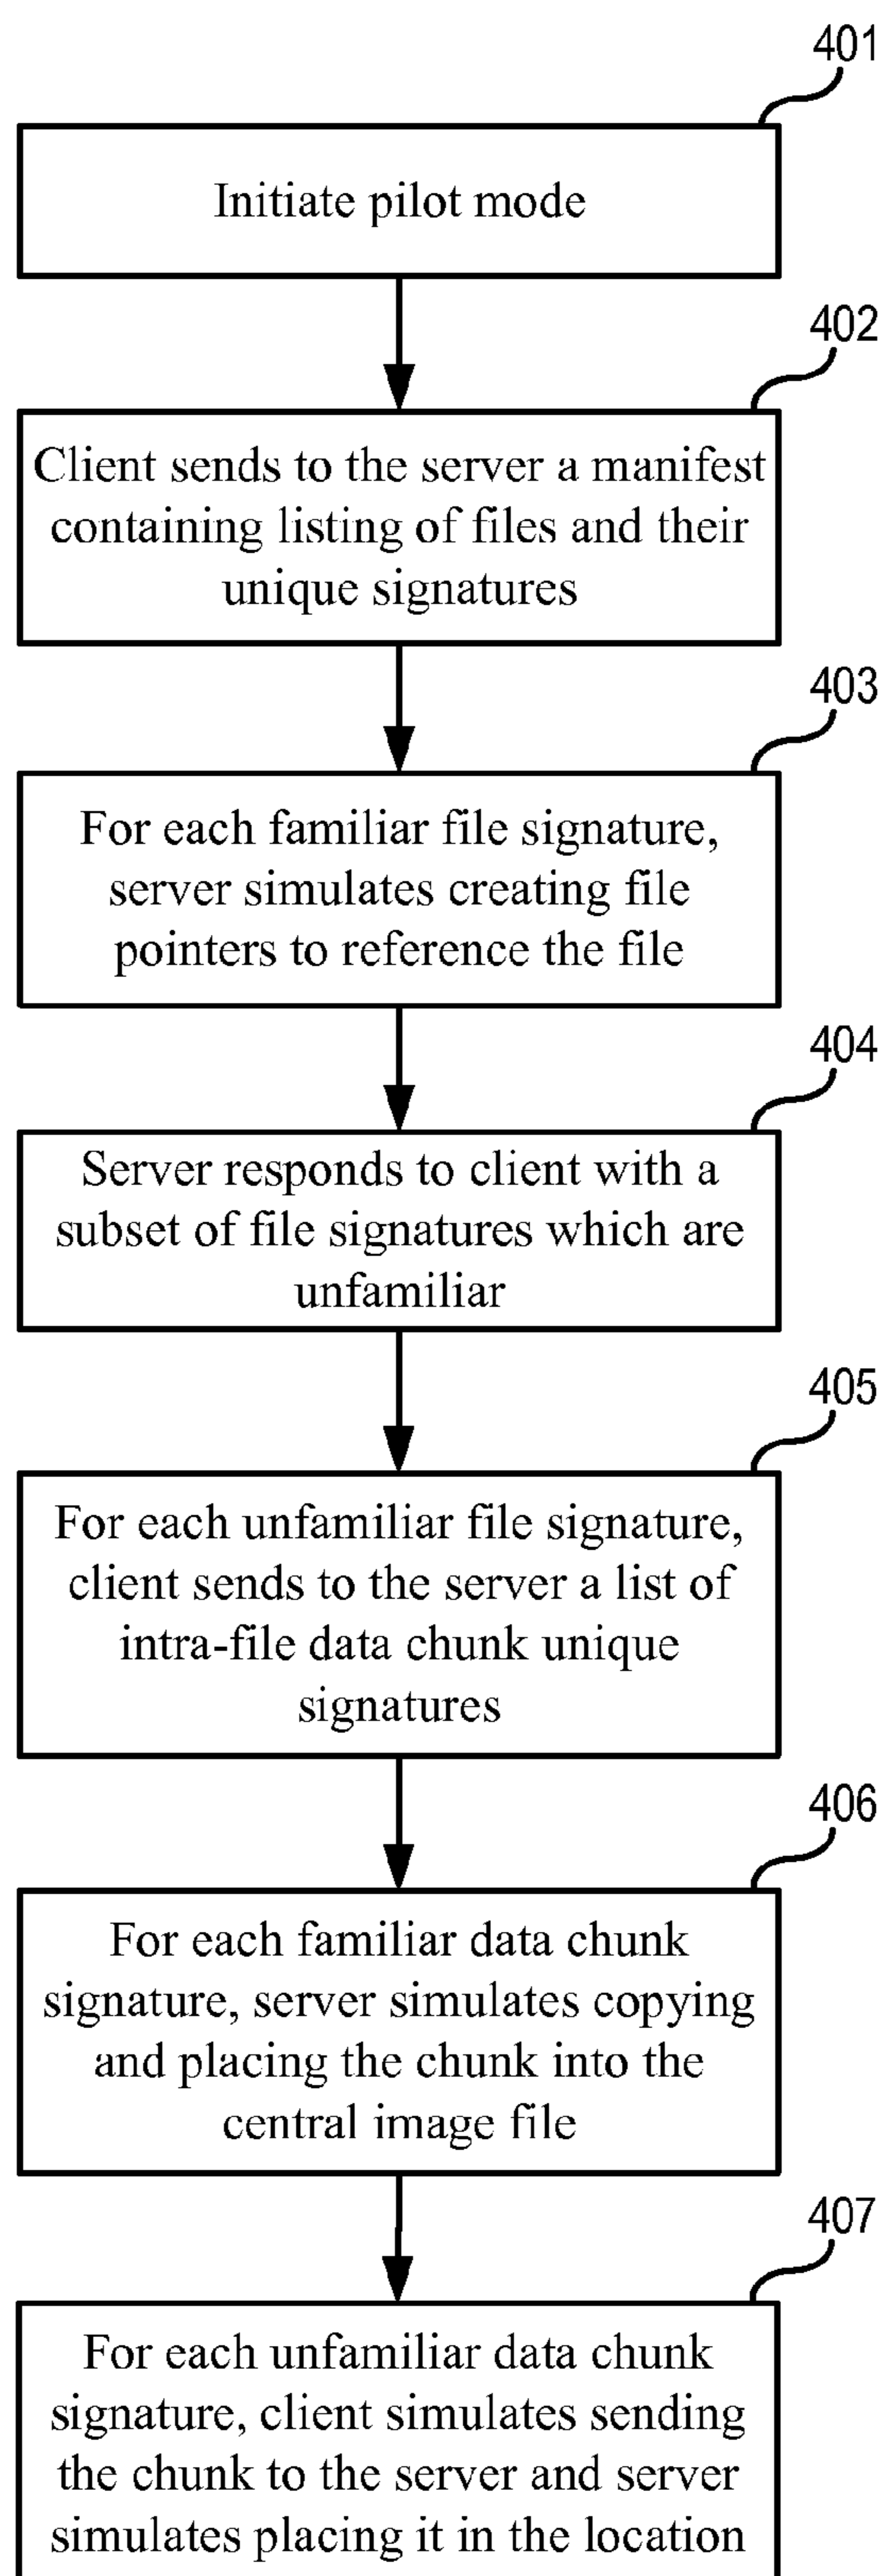 401
Initiate pilot mode
402
Client sends to the server a manifest
containing listing of files and their
unique signatures
403
For each familiar file signature,
server simulates creating file
pointers to reference the file
404
Server responds to client with a
subset of file signatures which are
unfamiliar
405
For each unfamiliar file signature,
client sends to the server a list of
intra-file data chunk unique
signatures
406
For each familiar data chunk
signature, server simulates copying
and placing the chunk into the
central image file
407
For each unfamiliar data chunk
signature, client simulates sending
the chunk to the server and server
simulates placing it in the location